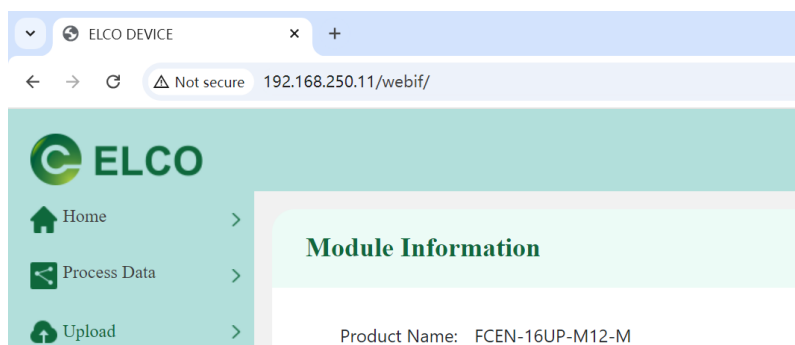 ELCO DEVICE
Not secure 192.168.250.11/webif/
ELCO
Home
Process Data
Upload
Module Information
Product Name: FCEN-16UP-M12-M